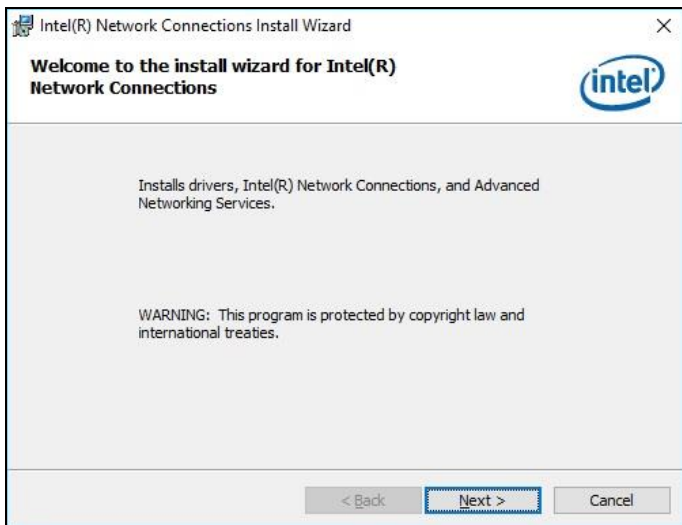 Intel(R) Network Connections Install Wizard
Welcome to the install wizard for Intel(R)
Network Connections
intel
Installs drivers, Intel(R) Network Connections, and Advanced
Networking Services.
WARNING:  This program is protected by copyright law and
international treaties.
< Back
Next >
Cancel